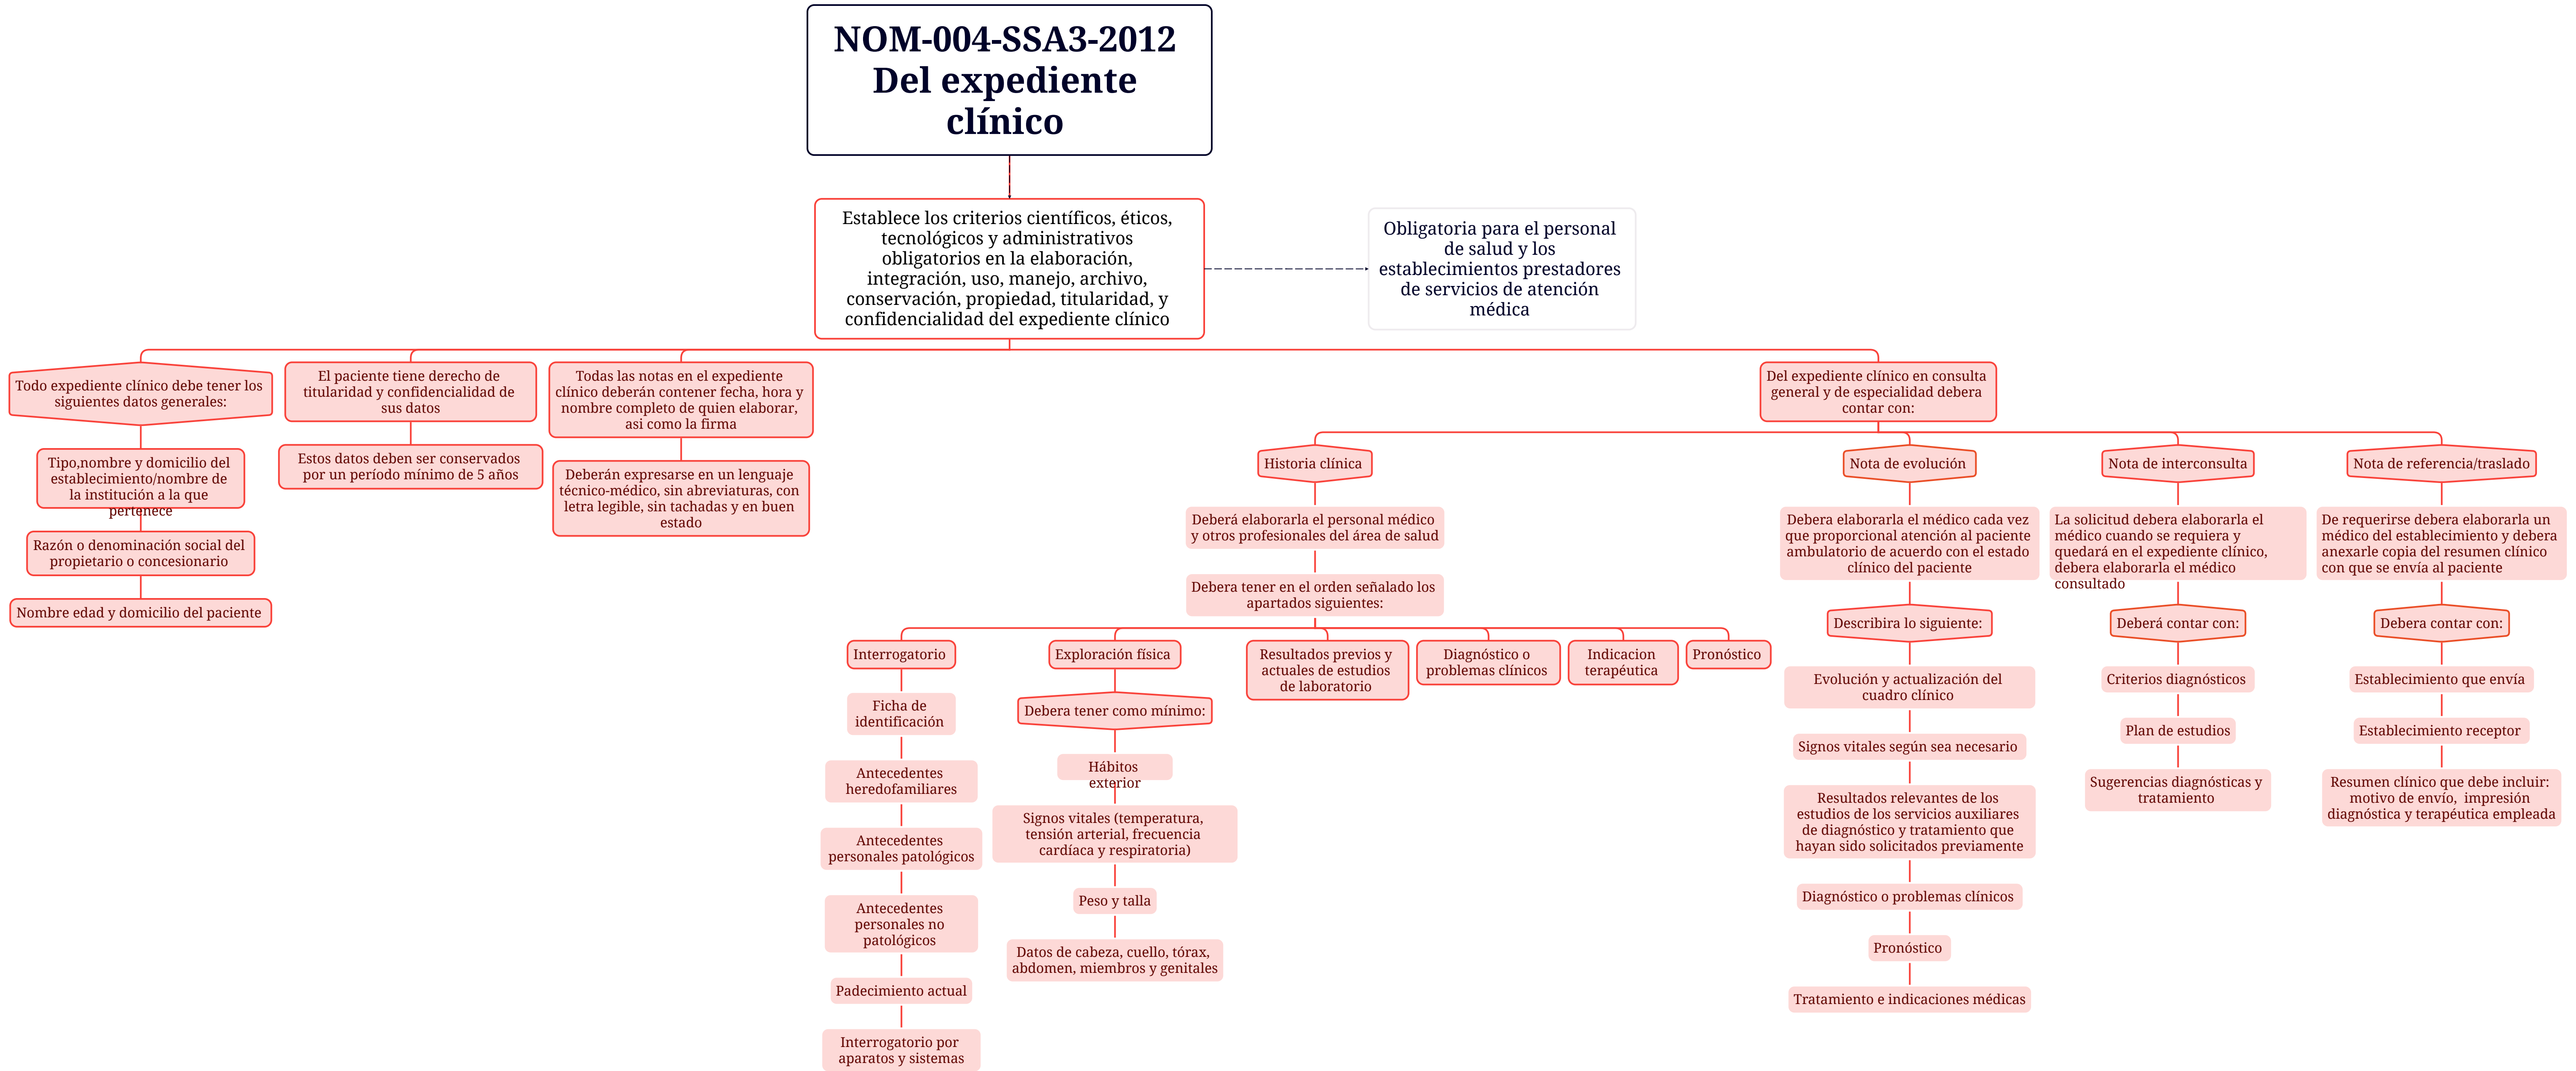 NOM-004-SSA3-2012
Del expediente
clínico
Establece los criterios científicos, éticos,
tecnológicos y administrativos
obligatorios en la elaboración,
integración, uso, manejo, archivo,
conservación, propiedad, titularidad, y
confidencialidad del expediente clínico
Obligatoria para el personal
de salud y los
establecimientos prestadores
de servicios de atención
médica
Todo expediente clínico debe tener los
siguientes datos generales:
Tipo,nombre y domicilio del
establecimiento/nombre de
la institución a la que
pertenece
Razón o denominación social del
propietario o concesionario
Nombre edad y domicilio del paciente
El paciente tiene derecho de
titularidad y confidencialidad de
sus datos
Estos datos deben ser conservados
por un período mínimo de 5 años
Todas las notas en el expediente
clínico deberán contener fecha, hora y
nombre completo de quien elaborar,
asi como la firma
Deberán expresarse en un lenguaje
técnico-médico, sin abreviaturas, con
letra legible, sin tachadas y en buen
estado
Del expediente clínico en consulta
general y de especialidad debera
contar con:
Historia clínica
Deberá elaborarla el personal médico
y otros profesionales del área de salud
Debera tener en el orden señalado los
apartados siguientes:
Interrogatorio
Ficha de
identificación
Antecedentes
heredofamiliares
Antecedentes
personales patológicos
Antecedentes
personales no
patológicos
Padecimiento actual
Interrogatorio por
aparatos y sistemas
Exploración física
Debera tener como mínimo:
Hábitos
exterior
Signos vitales (temperatura,
tensión arterial, frecuencia
cardíaca y respiratoria)
Peso y talla
Datos de cabeza, cuello, tórax,
abdomen, miembros y genitales
Resultados previos y
actuales de estudios
de laboratorio
Diagnóstico o
problemas clínicos
Indicacion
terapéutica
Pronóstico
Nota de evolución
Debera elaborarla el médico cada vez
que proporcional atención al paciente
ambulatorio de acuerdo con el estado
clínico del paciente
Describira lo siguiente:
Evolución y actualización del
cuadro clínico
Signos vitales según sea necesario
Resultados relevantes de los
estudios de los servicios auxiliares
de diagnóstico y tratamiento que
hayan sido solicitados previamente
Diagnóstico o problemas clínicos
Pronóstico
Tratamiento e indicaciones médicas
Nota de interconsulta
La solicitud debera elaborarla el
médico cuando se requiera y
quedará en el expediente clínico,
debera elaborarla el médico
consultado
Deberá contar con:
Criterios diagnósticos
Plan de estudios
Sugerencias diagnósticas y
tratamiento
Nota de referencia/traslado
De requerirse debera elaborarla un
médico del establecimiento y debera
anexarle copia del resumen clínico
con que se envía al paciente
Debera contar con:
Establecimiento que envía
Establecimiento receptor
Resumen clínico que debe incluir:
motivo de envío,  impresión
diagnóstica y terapéutica empleada